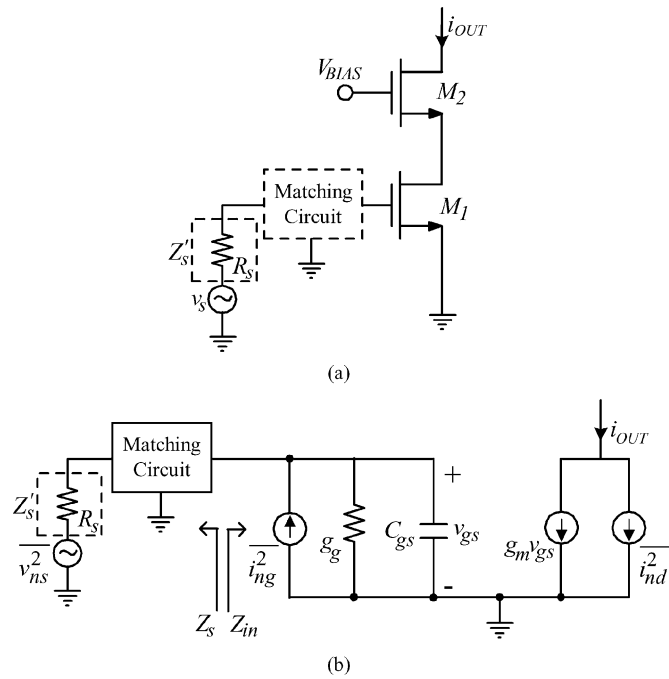 i_OUT
V_BIAS
M_2
Matching
Circuit
M_1
Z_s'
R_s
v_s
(a)
i_OUT
Matching
Circuit
Z_s'
R_s
v_ns^2
i_ng^2
g_g
C_gs
+
v_gs
-
g_m v_gs
i_nd^2
Z_s
Z_in
(b)